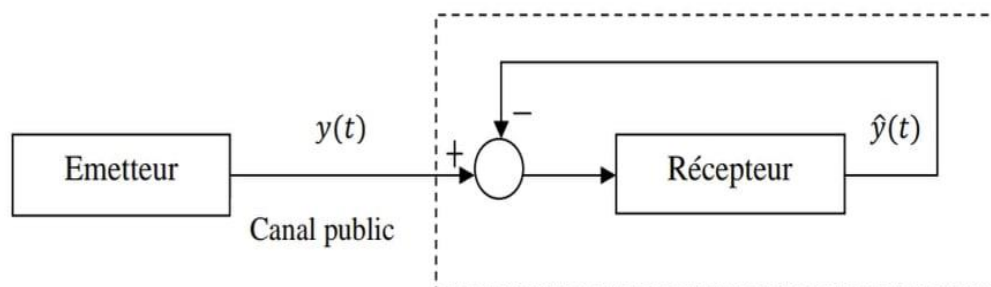 y(t)
ŷ(t)
+
−
Emetteur
Récepteur
Canal public